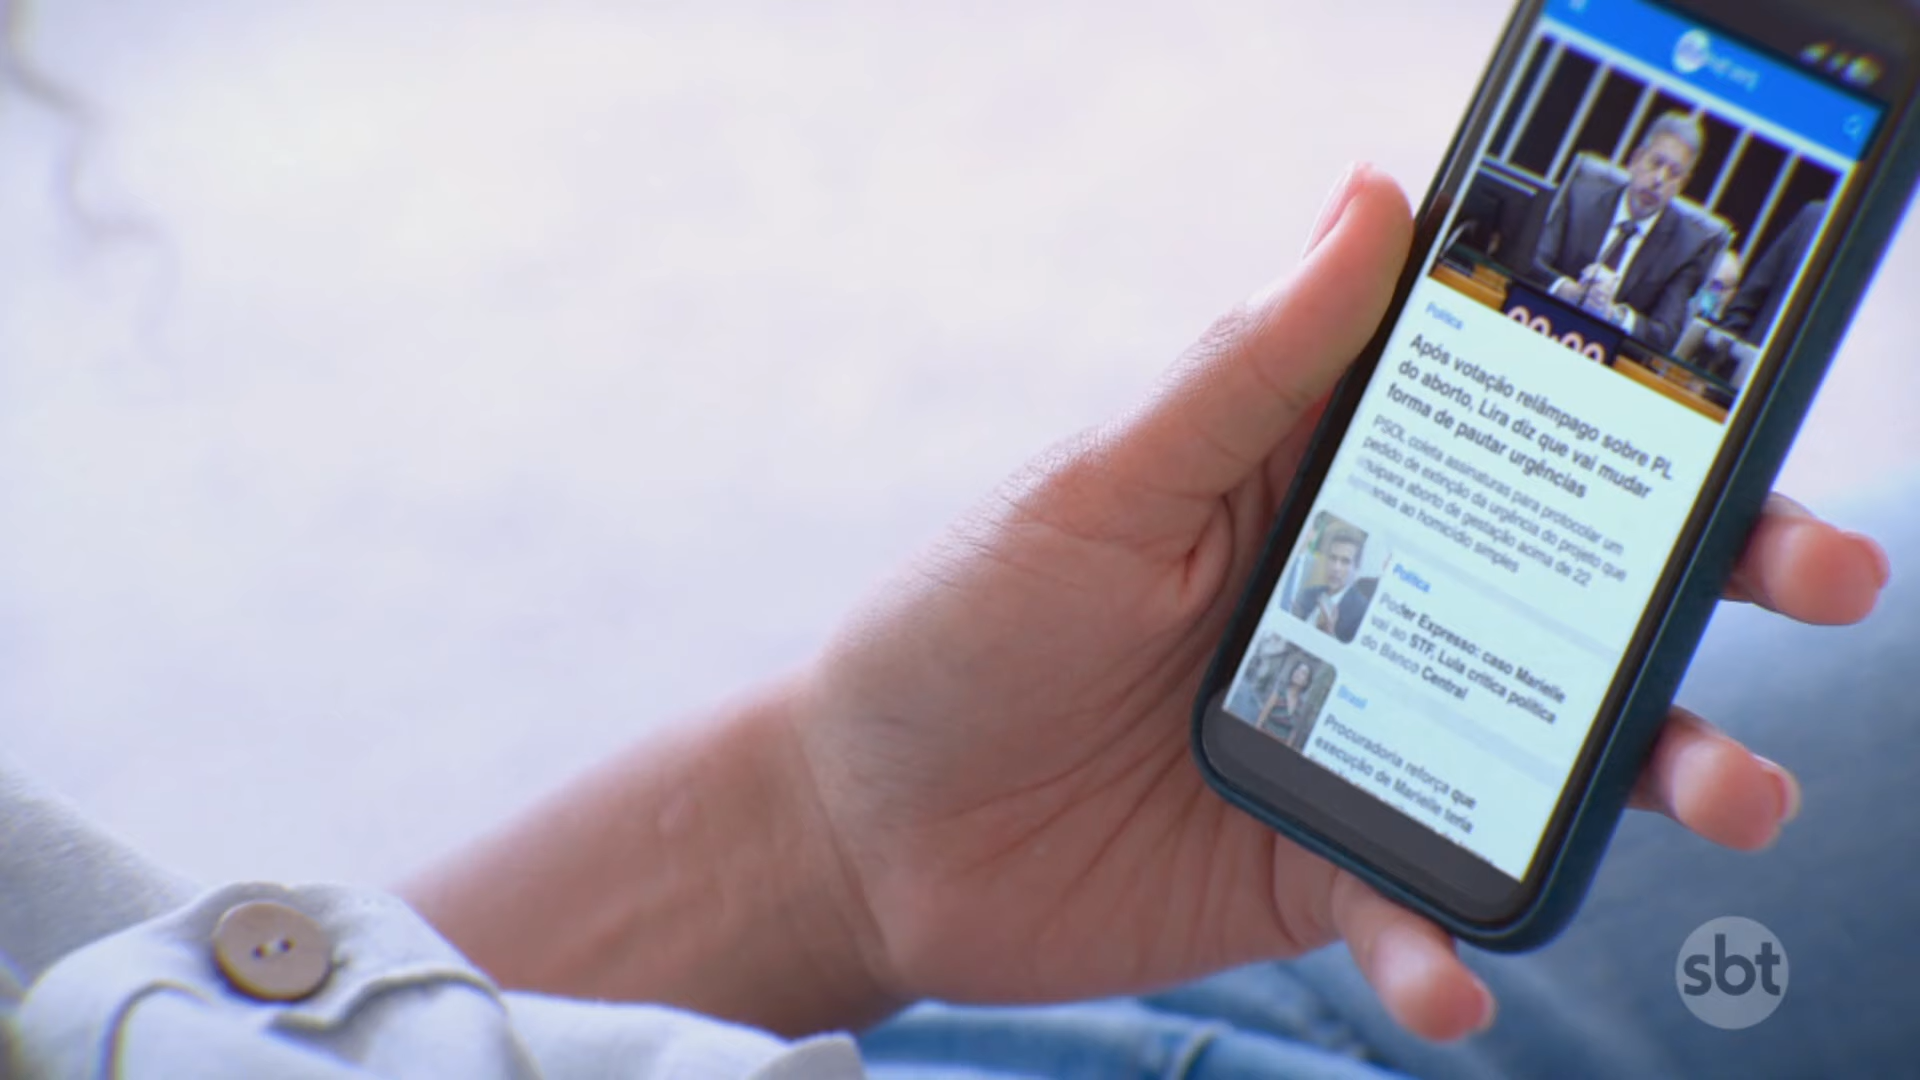 news
Política
00:00
Após votação relâmpago sobre PL
do aborto, Lira diz que vai mudar
forma de pautar urgências
PSOL coleta assinaturas para protocolar um
pedido de extinção da urgência do projeto que
equipara aborto de gestação acima de 22
semanas ao homicídio simples
Política
Poder Expresso: caso Marielle
vai ao STF, Lula critica política
do Banco Central
Brasil
Procuradoria reforça que
execução de Marielle teria
sbt